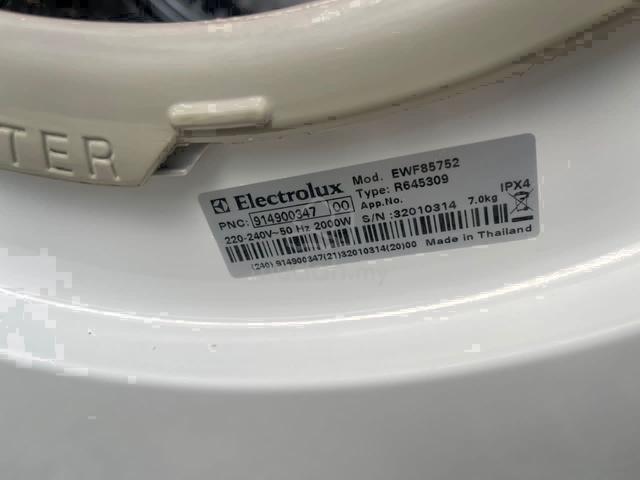 TER
Electrolux
Mod. EWF85752
Type: R645309
PNC: 914900347 00
App.No.
IPX4
220-240V~50 Hz 2000W
S/N :32010314 7.0kg
(240) 914900347(21)32010314(20)00
Made in Thailand